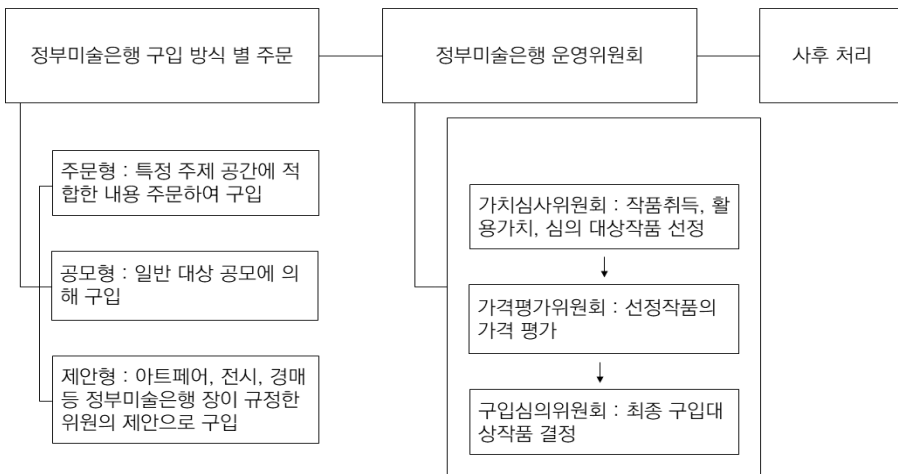 정부미술은행 구입 방식 별 주문
정부미술은행 운영위원회
사후 처리
주문형 : 특정 주제 공간에 적
합한 내용 주문하여 구입
공모형 : 일반 대상 공모에 의
해 구입
제안형 : 아트페어, 전시, 경매
등 정부미술은행 장이 규정한
위원의 제안으로 구입
가치심사위원회 : 작품취득, 활
용가치, 심의 대상작품 선정
가격평가위원회 : 선정작품의
가격 평가
구입심의위원회 : 최종 구입대
상작품 결정